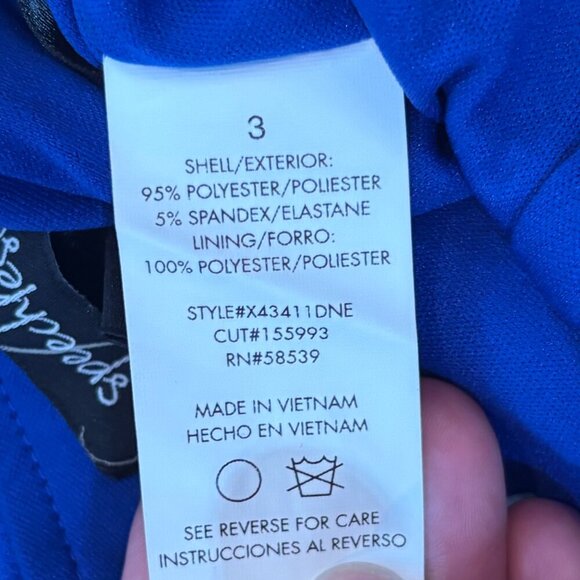 3
SHELL/EXTERIOR:
95% POLYESTER/POLIESTER
5% SPANDEX/ELASTANE
LINING/FORRO:
100% POLYESTER/POLIESTER
STYLE#X43411DNE
CUT#155993
RN#58539
MADE IN VIETNAM
HECHO EN VIETNAM
SEE REVERSE FOR CARE
INSTRUCCIONES AL REVERSO
speechless